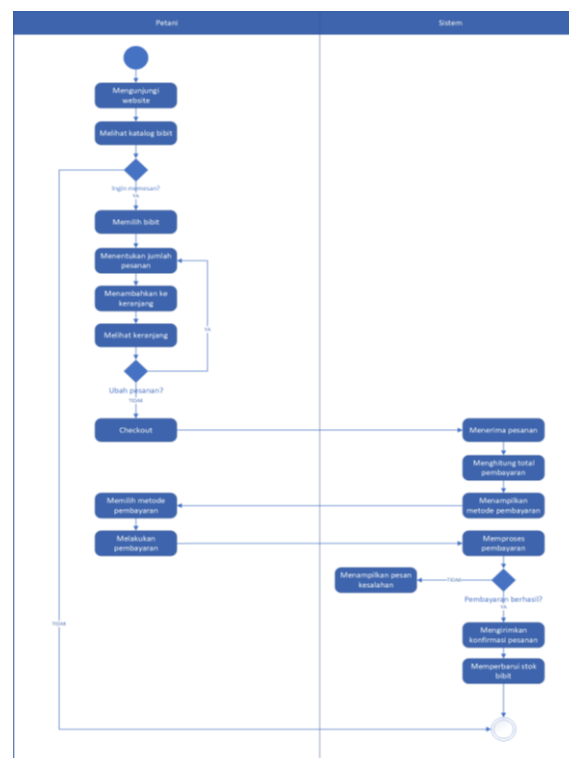 Petani
Sistem
Mengunjungi
website
Melihat katalog bibit
Ingin memesan?
YA
Memilih bibit
Menentukan jumlah
pesanan
Menambahkan ke
keranjang
Melihat keranjang
YA
Ubah pesanan?
TIDAK
Checkout
Menerima pesanan
Menghitung total
pembayaran
Memilih metode
pembayaran
Menampilkan
metode pembayaran
Melakukan
pembayaran
Memproses
pembayaran
Menampilkan pesan
kesalahan
TIDAK
Pembayaran berhasil?
YA
TIDAK
Mengirimkan
konfirmasi pesanan
Memperbarui stok
bibit